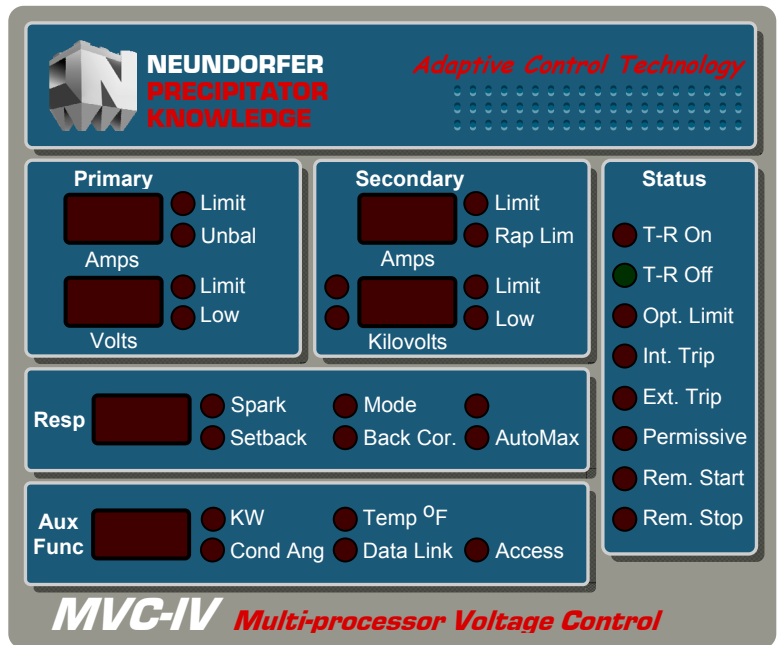 NEUNDORFER
PRECIPITATOR
KNOWLEDGE
Adaptive Control Technology
Primary
Limit
Unbal
Amps
Limit
Low
Volts
Secondary
Limit
Rap Lim
Amps
Limit
Low
Kilovolts
Status
T-R On
T-R Off
Opt. Limit
Int. Trip
Ext. Trip
Permissive
Rem. Start
Rem. Stop
Resp
Spark
Mode
Setback
Back Cor.
AutoMax
Aux
Func
KW
Temp ºF
Cond Ang
Data Link
Access
MVC-IV Multi-processor Voltage Control